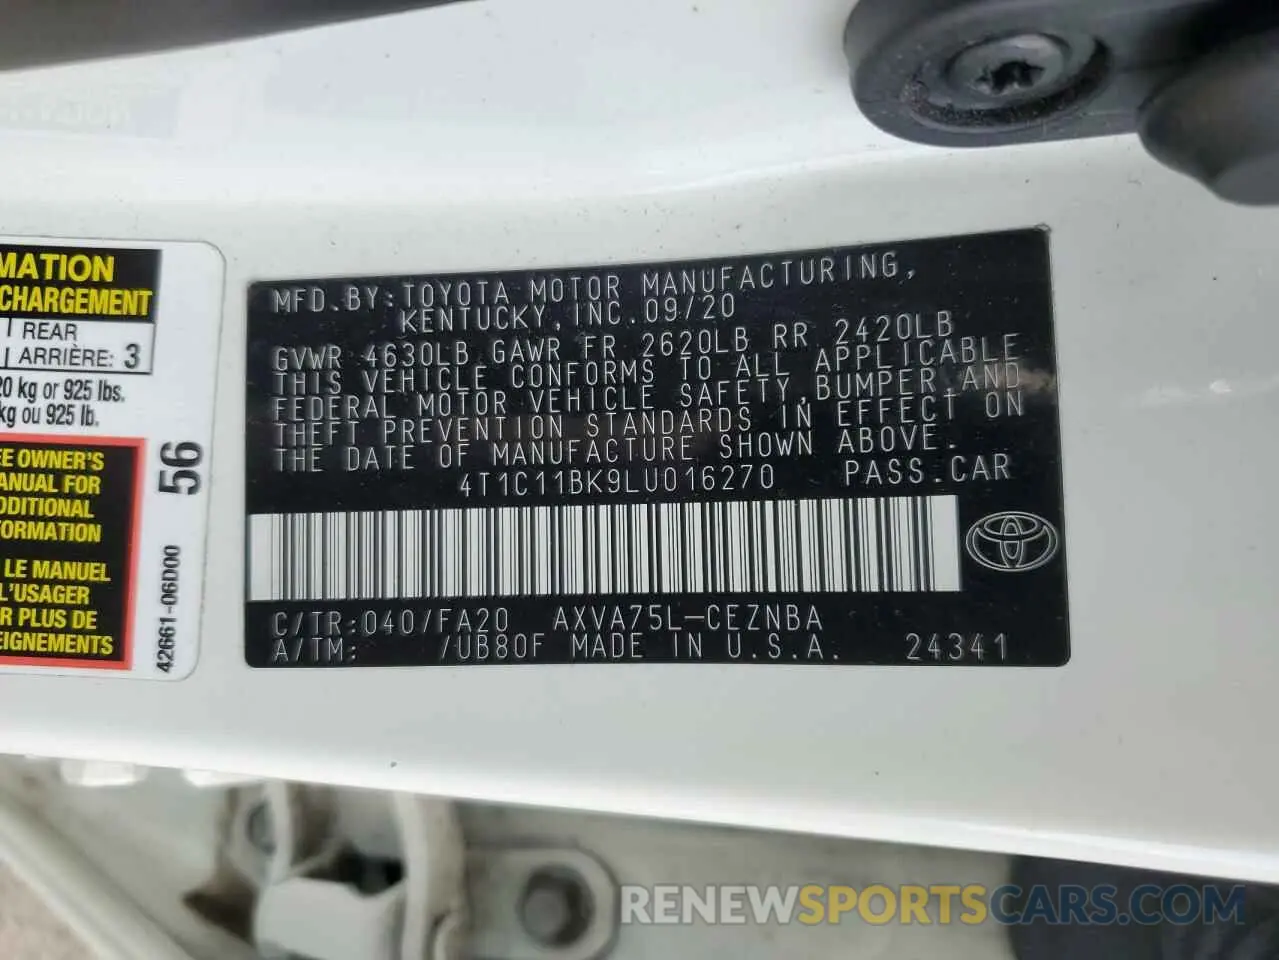 MATION
CHARGEMENT
REAR
ARRIÈRE: 3
20 kg or 925 lbs.
kg ou 925 lb.
EE OWNER'S
ANUAL FOR
DDITIONAL
FORMATION
LE MANUEL
L'USAGER
R PLUS DE
EIGNEMENTS
56
42661-06D00
MFD. BY: TOYOTA MOTOR MANUFACTURING,
KENTUCKY, INC. 09/20
GVWR 4630LB GAWR FR 2620LB RR 2420LB
THIS VEHICLE CONFORMS TO ALL APPLICABLE
FEDERAL MOTOR VEHICLE SAFETY, BUMPER AND
THEFT PREVENTION STANDARDS IN EFFECT ON
THE DATE OF MANUFACTURE SHOWN ABOVE.
4T1C11BK9LU016270 PASS.CAR
C/TR:040/FA20 AXVA75L-CEZNBA
A/TM: /UB80F MADE IN U.S.A. 24341
RENEWSPORTSCARS.COM